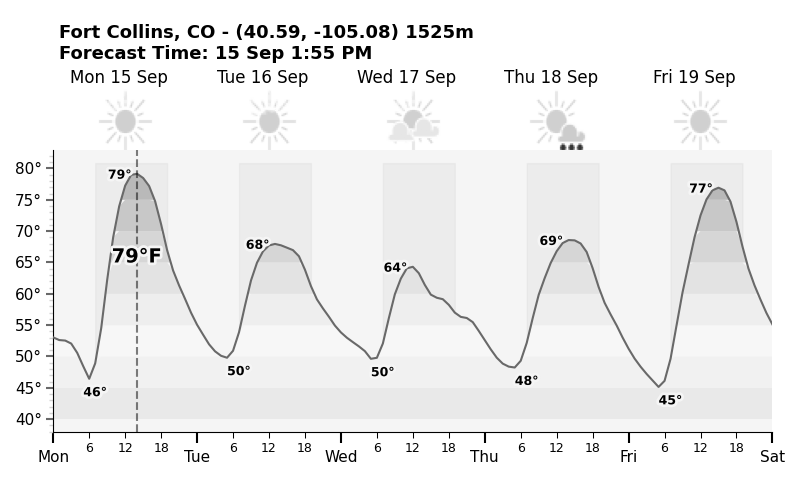 Fort Collins, CO - (40.59, -105.08) 1525m
Forecast Time: 15 Sep 1:55 PM
Mon 15 Sep Tue 16 Sep Wed 17 Sep Thu 18 Sep Fri 19 Sep
80°
79° 77°
75°
70°
68° 69°
79°F
65°
64°
60°
55°
50°
50° 50°
48°
46° 45°
45°
40°
6 12 18 6 12 18 6 12 18 6 12 18 6 12 18
Mon Tue Wed Thu Fri Sat